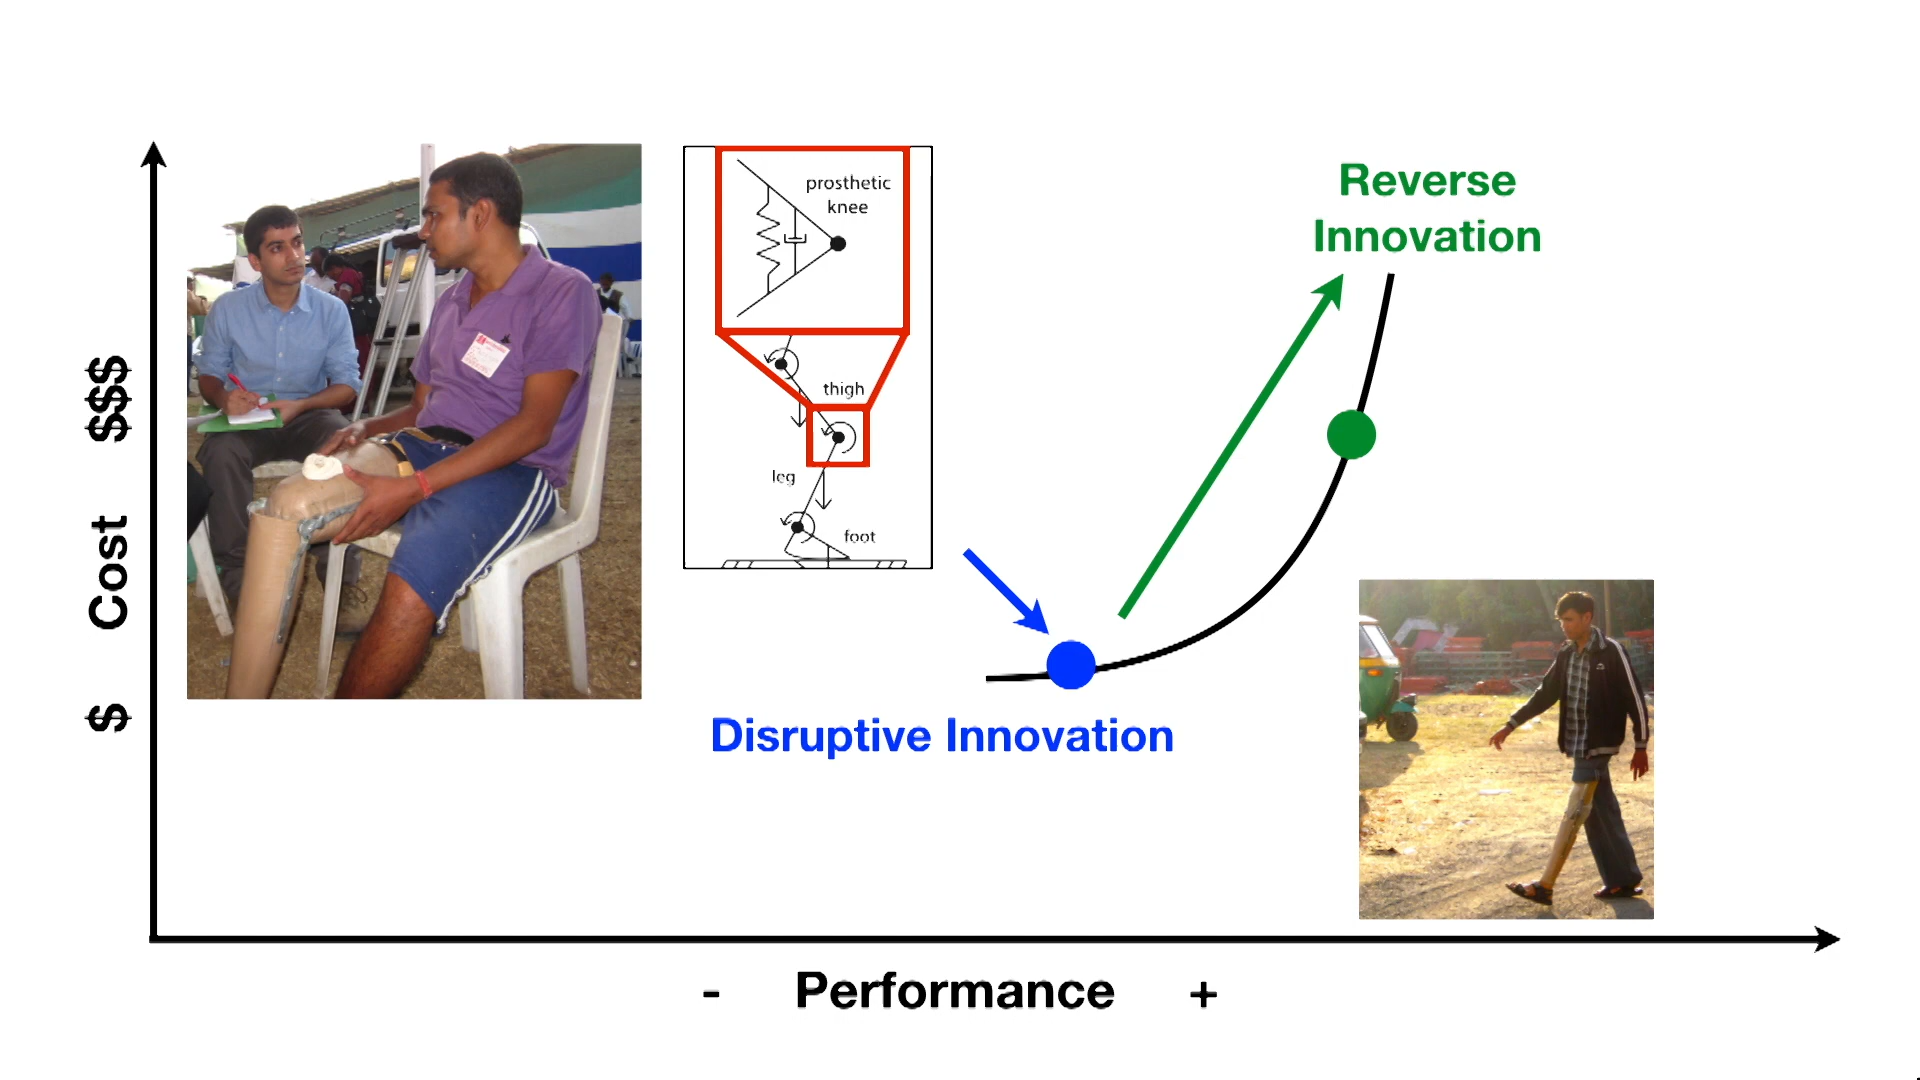 $ Cost $$$
prosthetic
knee
thigh
leg
foot
Reverse
Innovation
Disruptive Innovation
- Performance +